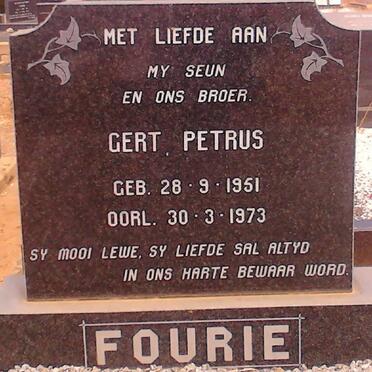 MET LIEFDE AAN
MY SEUN
EN ONS BROER.
GERT PETRUS
GEB. 28·9·1951
OORL. 30·3·1973
SY MOOI LEWE, SY LIEFDE SAL ALTYD
IN ONS HARTE BEWAAR WORD.
FOURIE